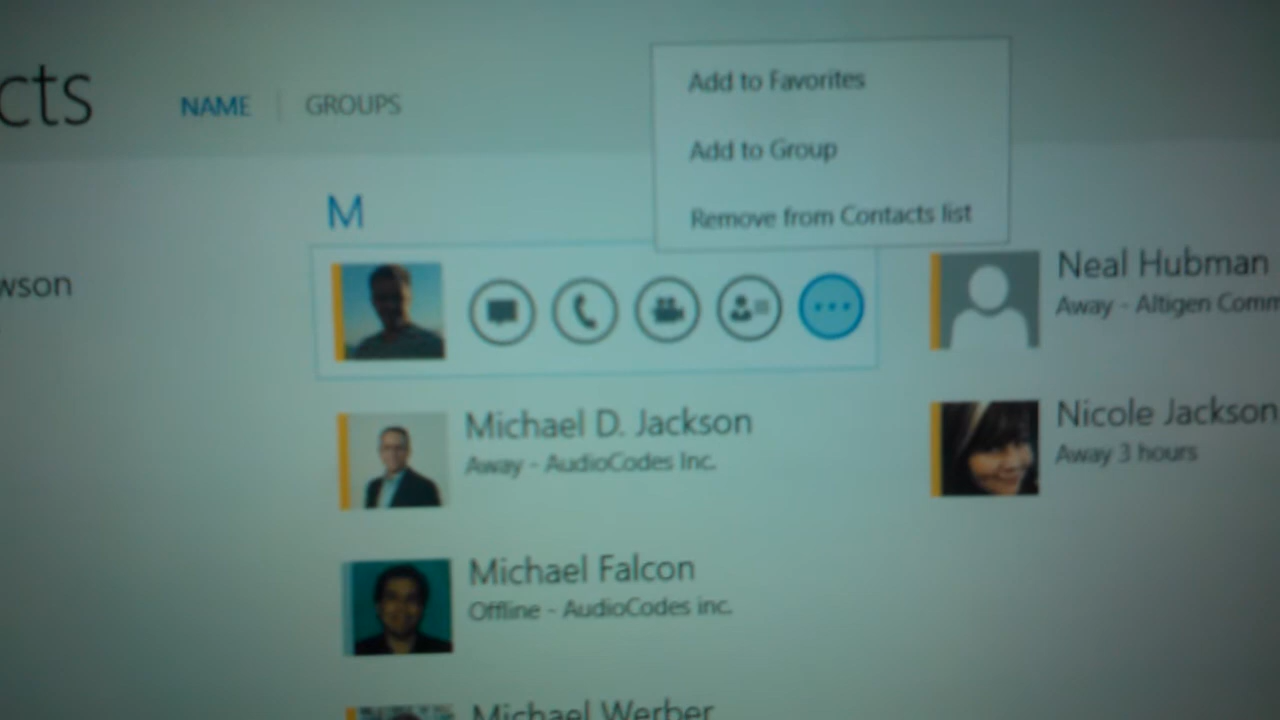 cts
NAME
GROUPS
Add to Favorites
Add to Group
Remove from Contacts list
M
wson
Neal Hubman
Away - Altigen Comm
Michael D. Jackson
Away - AudioCodes Inc.
Nicole Jackson
Away 3 hours
Michael Falcon
Offline - AudioCodes inc.
Michael Werber